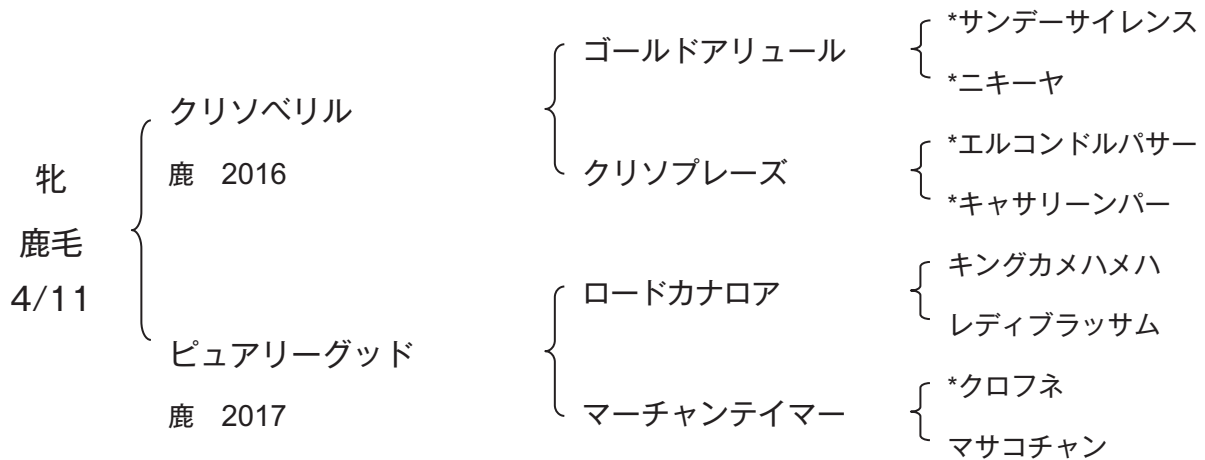 牝
鹿毛
4/11
クリソベリル
鹿 2016
ピュアリーグッド
鹿 2017
ゴールドアリュール
クリソプレーズ
ロードカナロア
マーチャンテイマー
*サンデーサイレンス
*ニキーヤ
*エルコンドルパサー
*キャサリーンパー
キングカメハメハ
レディブラッサム
*クロフネ
マサコチャン